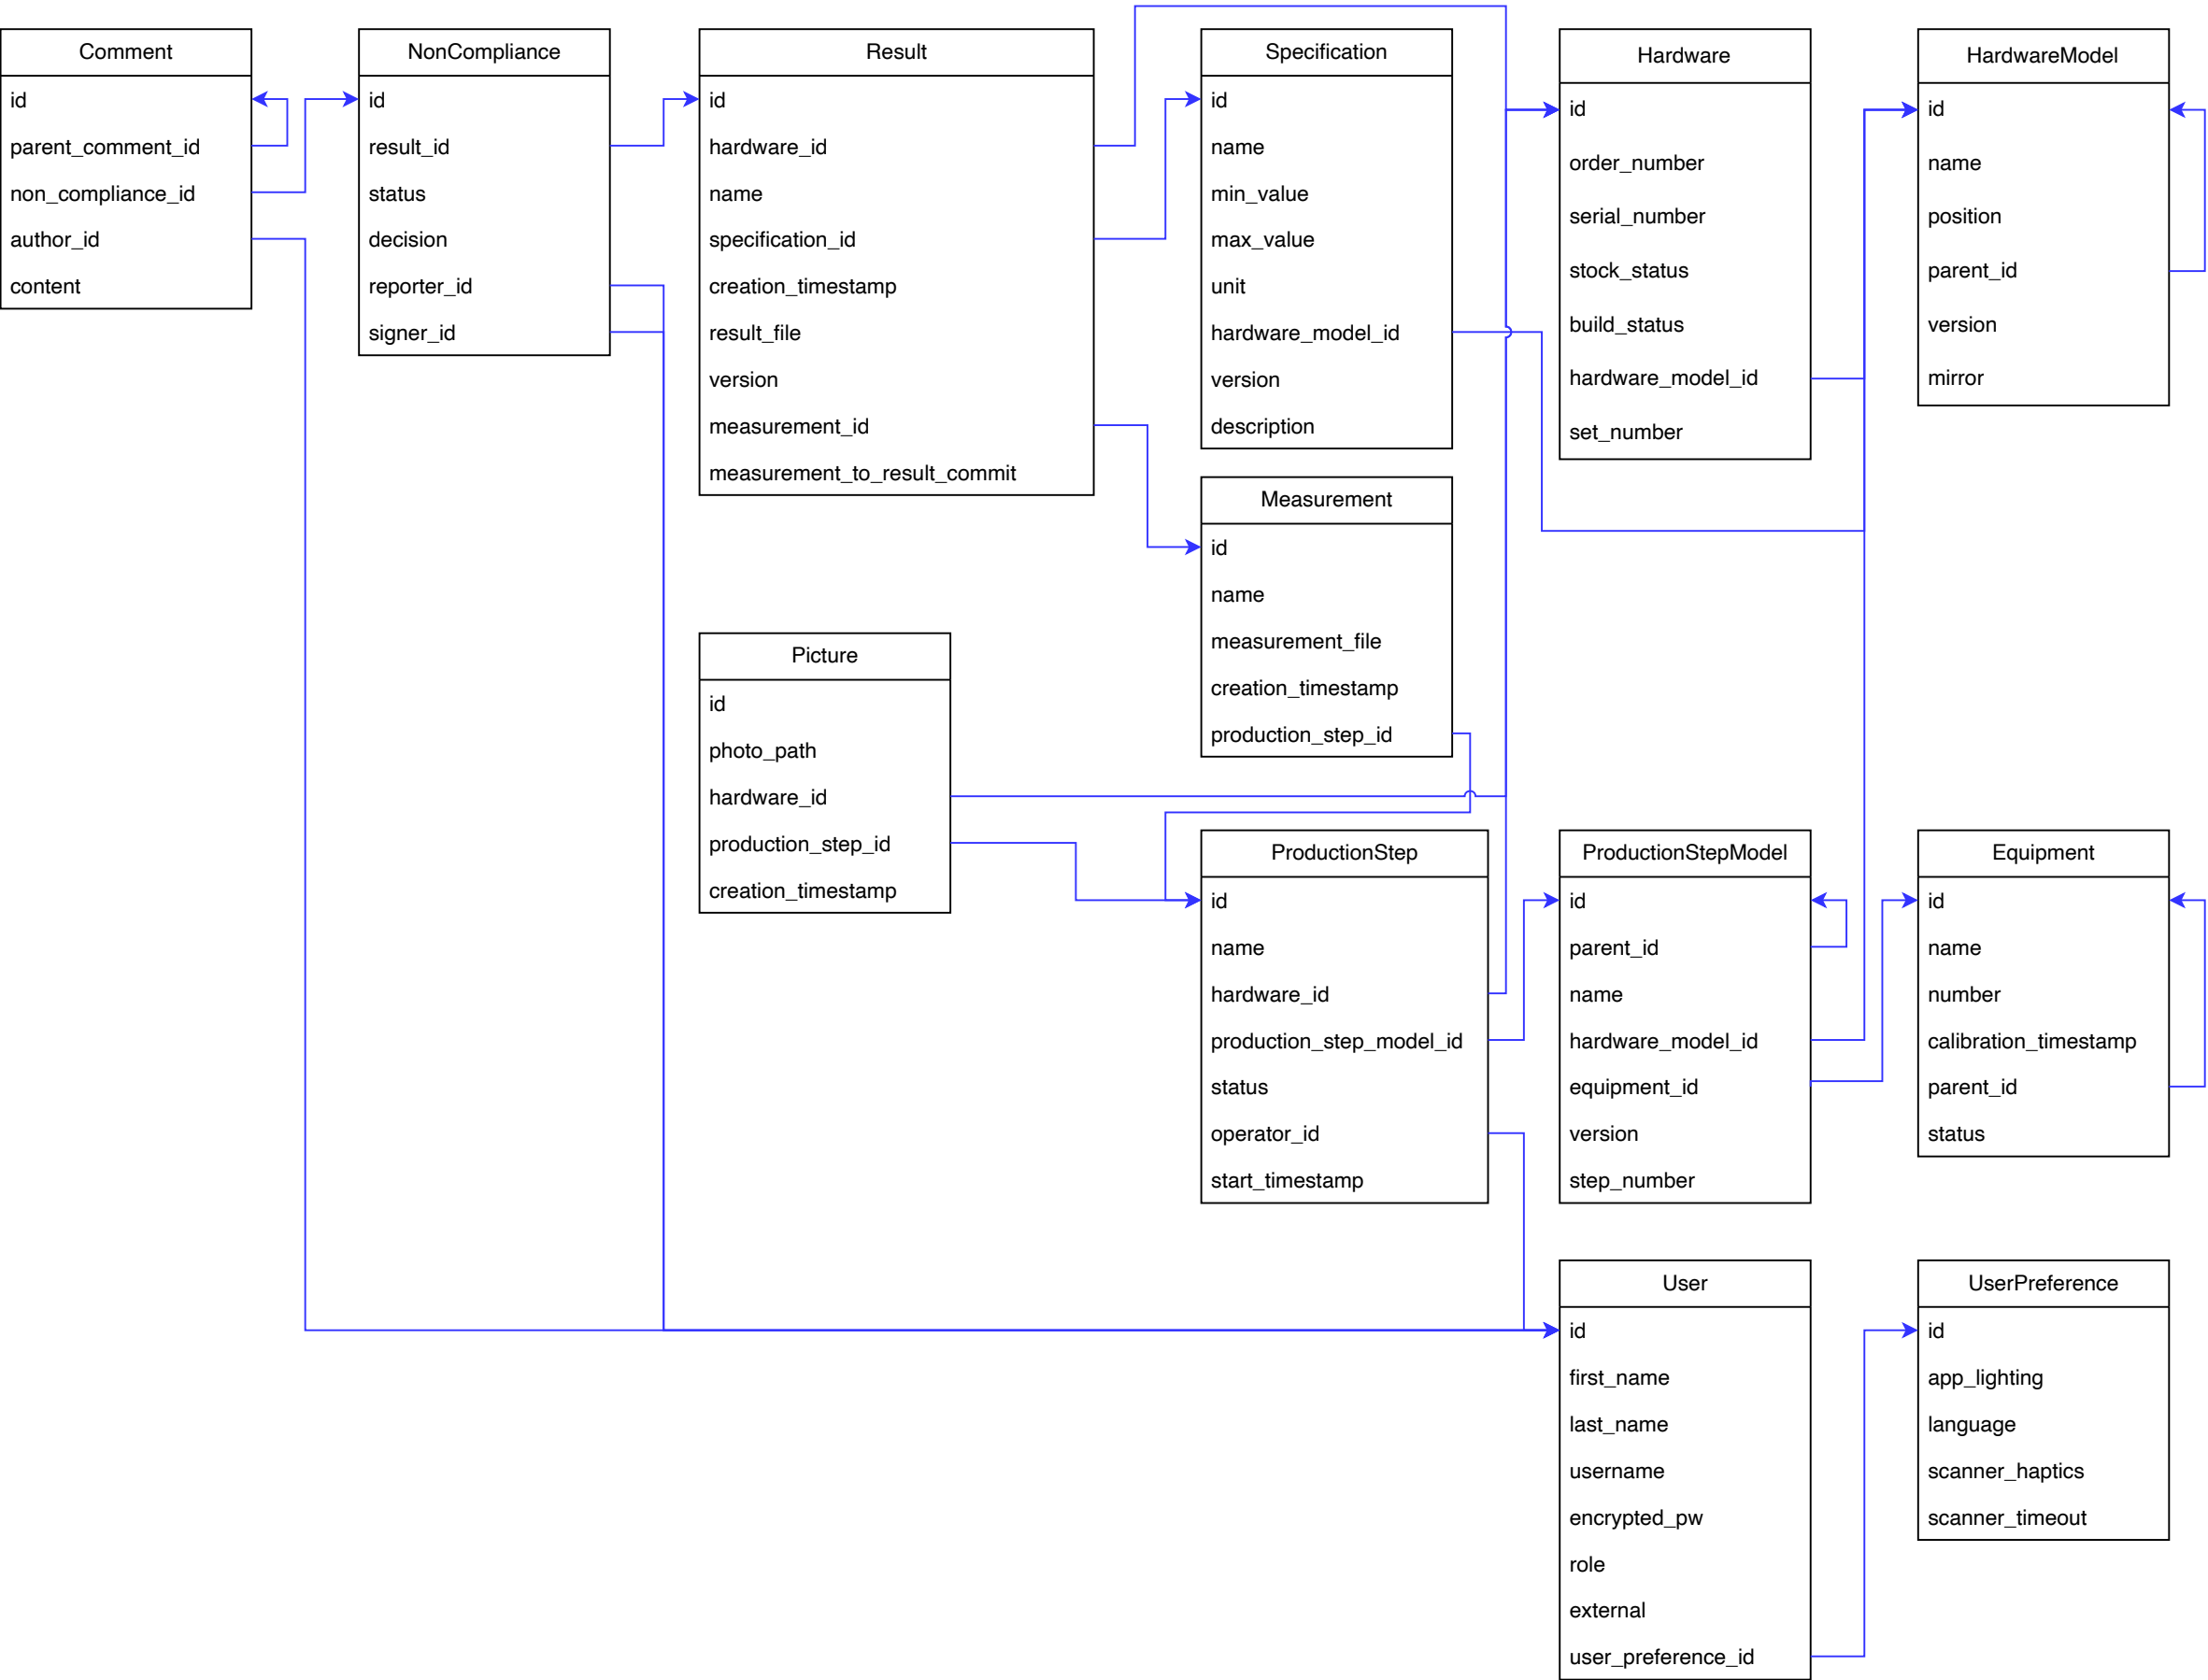 Comment
id
parent_comment_id
non_compliance_id
author_id
content
NonCompliance
id
result_id
status
decision
reporter_id
signer_id
Result
id
hardware_id
name
specification_id
creation_timestamp
result_file
version
measurement_id
measurement_to_result_commit
Specification
id
name
min_value
max_value
unit
hardware_model_id
version
description
Hardware
id
order_number
serial_number
stock_status
build_status
hardware_model_id
set_number
HardwareModel
id
name
position
parent_id
version
mirror
Measurement
id
name
measurement_file
creation_timestamp
production_step_id
Picture
id
photo_path
hardware_id
production_step_id
creation_timestamp
ProductionStep
id
name
hardware_id
production_step_model_id
status
operator_id
start_timestamp
ProductionStepModel
id
parent_id
name
hardware_model_id
equipment_id
version
step_number
Equipment
id
name
number
calibration_timestamp
parent_id
status
User
id
first_name
last_name
username
encrypted_pw
role
external
user_preference_id
UserPreference
id
app_lighting
language
scanner_haptics
scanner_timeout